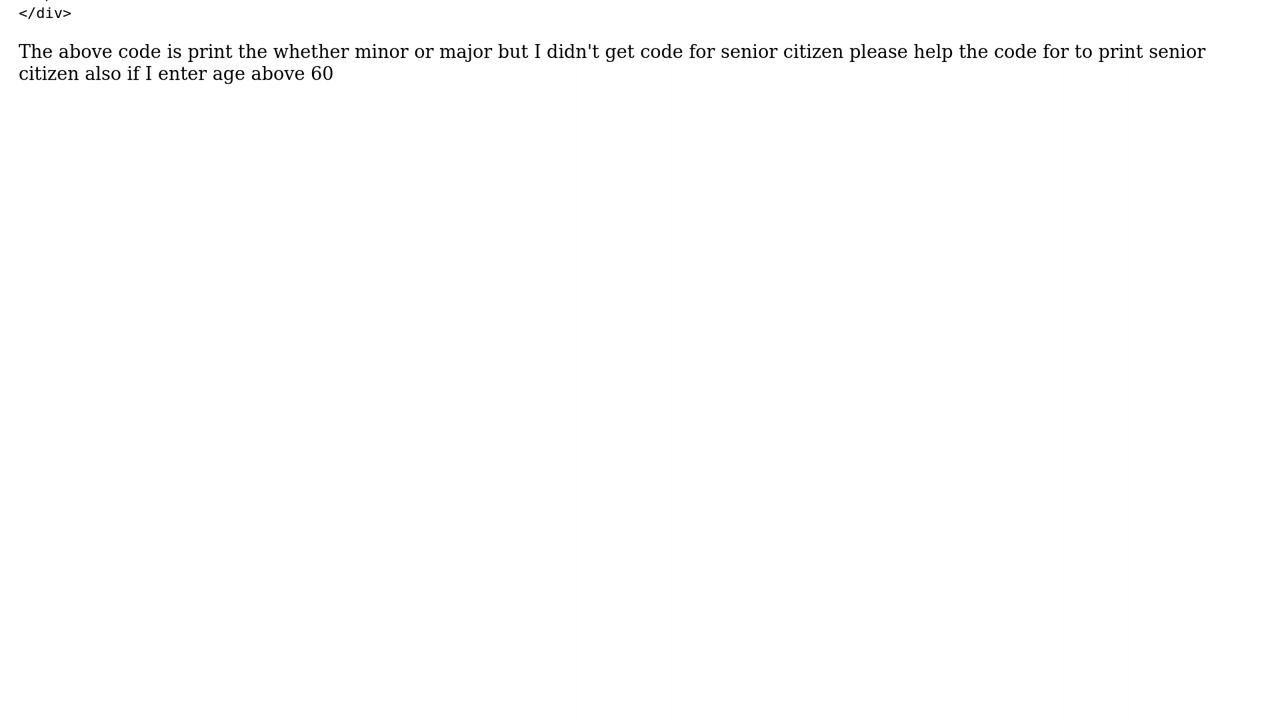 </div>
The above code is print the whether minor or major but I didn't get code for senior citizen please help the code for to print senior
citizen also if I enter age above 60